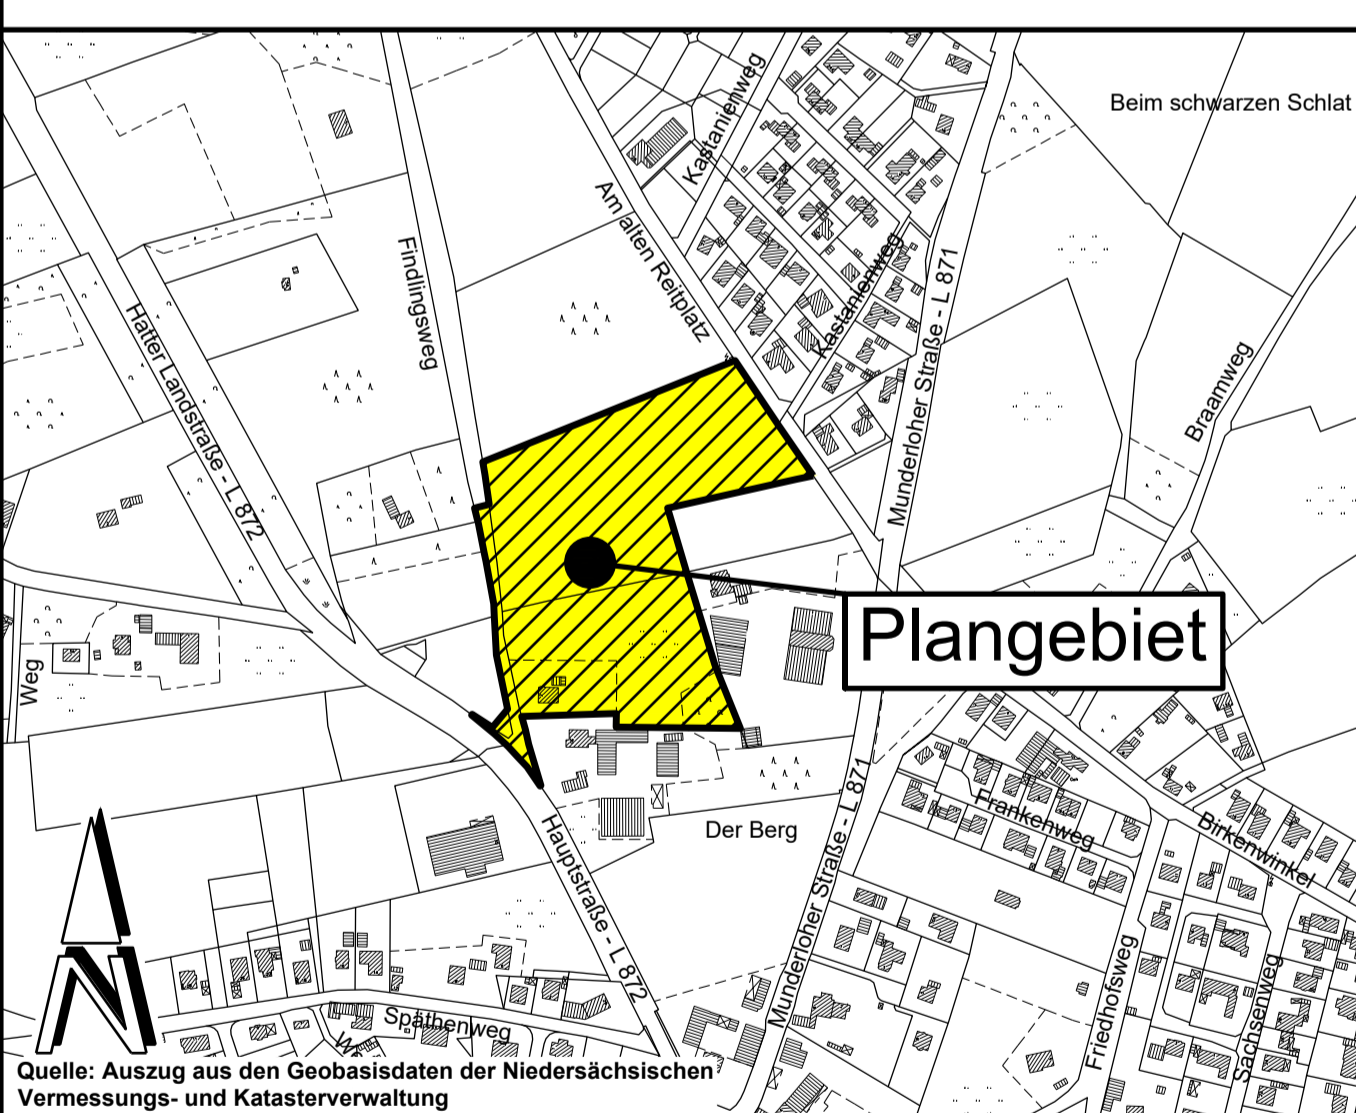 Beim schwarzen Schlat
Kastanienweg
Am alten Reitplatz
Findlingsweg
Kastanienweg
Munderloher Straße - L 871
Hatter Landstraße - L 872
Braamweg
Plangebiet
Weg
Der Berg
Frankenweg
Birkenwinkel
Hauptstraße - L 872
Munderloher Straße - L 871
Friedhofsweg
Sachsenweg
Späthenweg
N
Quelle: Auszug aus den Geobasisdaten der Niedersächsischen
Vermessungs- und Katasterverwaltung